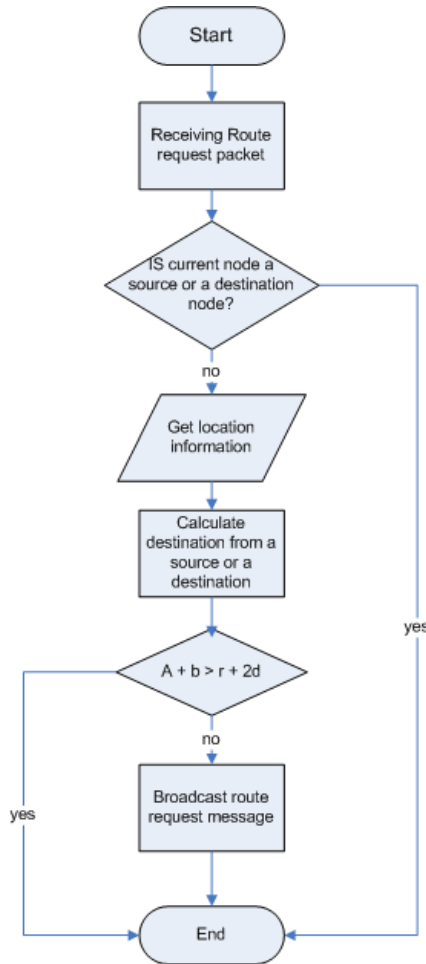 Start
Receiving Route
request packet
IS current node a
source or a destination
node?
no
Get location
information
Calculate
destination from a
source or a
destination
yes
A + b > r + 2d
no
yes
Broadcast route
request message
End